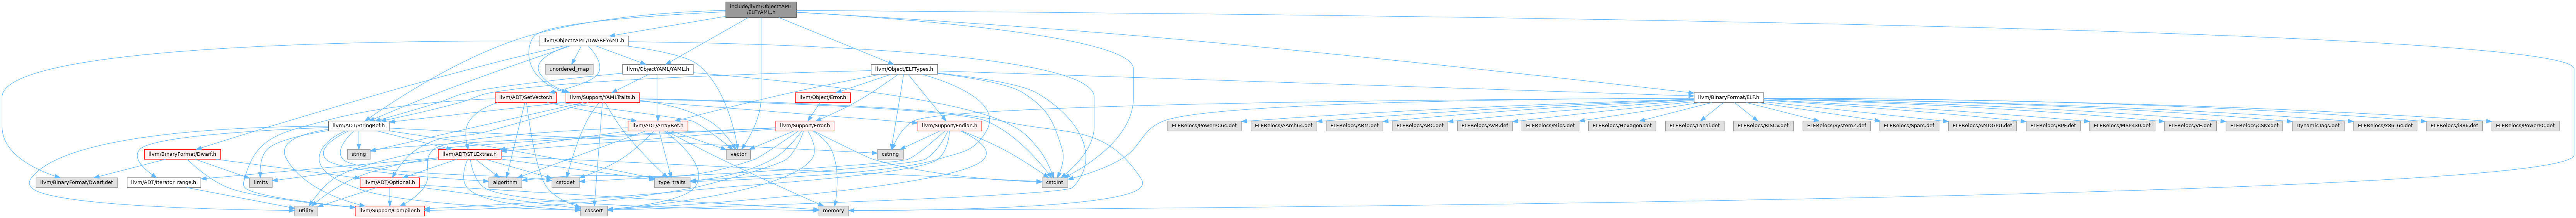 include/llvm/ObjectYAML
/ELFYAML.h
llvm/ObjectYAML/DWARFYAML.h
unordered_map
llvm/ObjectYAML/YAML.h
llvm/Object/ELFTypes.h
llvm/ADT/SetVector.h
llvm/Support/YAMLTraits.h
llvm/Object/Error.h
llvm/BinaryFormat/ELF.h
llvm/ADT/StringRef.h
llvm/ADT/ArrayRef.h
llvm/Support/Error.h
llvm/Support/Endian.h
ELFRelocs/PowerPC64.def
ELFRelocs/AArch64.def
ELFRelocs/ARM.def
ELFRelocs/ARC.def
ELFRelocs/AVR.def
ELFRelocs/Mips.def
ELFRelocs/Hexagon.def
ELFRelocs/Lanai.def
ELFRelocs/RISCV.def
ELFRelocs/SystemZ.def
ELFRelocs/Sparc.def
ELFRelocs/AMDGPU.def
ELFRelocs/BPF.def
ELFRelocs/MSP430.def
ELFRelocs/VE.def
ELFRelocs/CSKY.def
DynamicTags.def
ELFRelocs/x86_64.def
ELFRelocs/i386.def
ELFRelocs/PowerPC.def
llvm/BinaryFormat/Dwarf.h
string
llvm/ADT/STLExtras.h
vector
cstring
llvm/BinaryFormat/Dwarf.def
llvm/ADT/iterator_range.h
limits
llvm/ADT/Optional.h
algorithm
cstddef
type_traits
cstdint
utility
llvm/Support/Compiler.h
cassert
memory